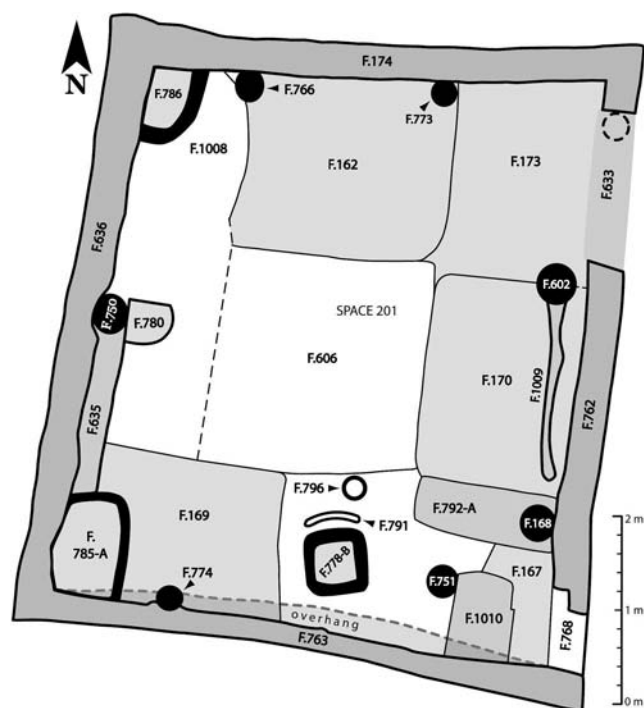 F.174
N
F.786
F.766
F.773
F.1008
F.162
F.173
F.633
F.636
F.602
F.750
F.780
SPACE 201
F.606
F.170
F.1009
F.762
F.635
F.796
F.792-A
F.169
F.791
F.168
2 m
F.
785-A
F.778-B
F.774
F.751
F.167
1 m
overhang
F.1010
F.768
F.763
0 m